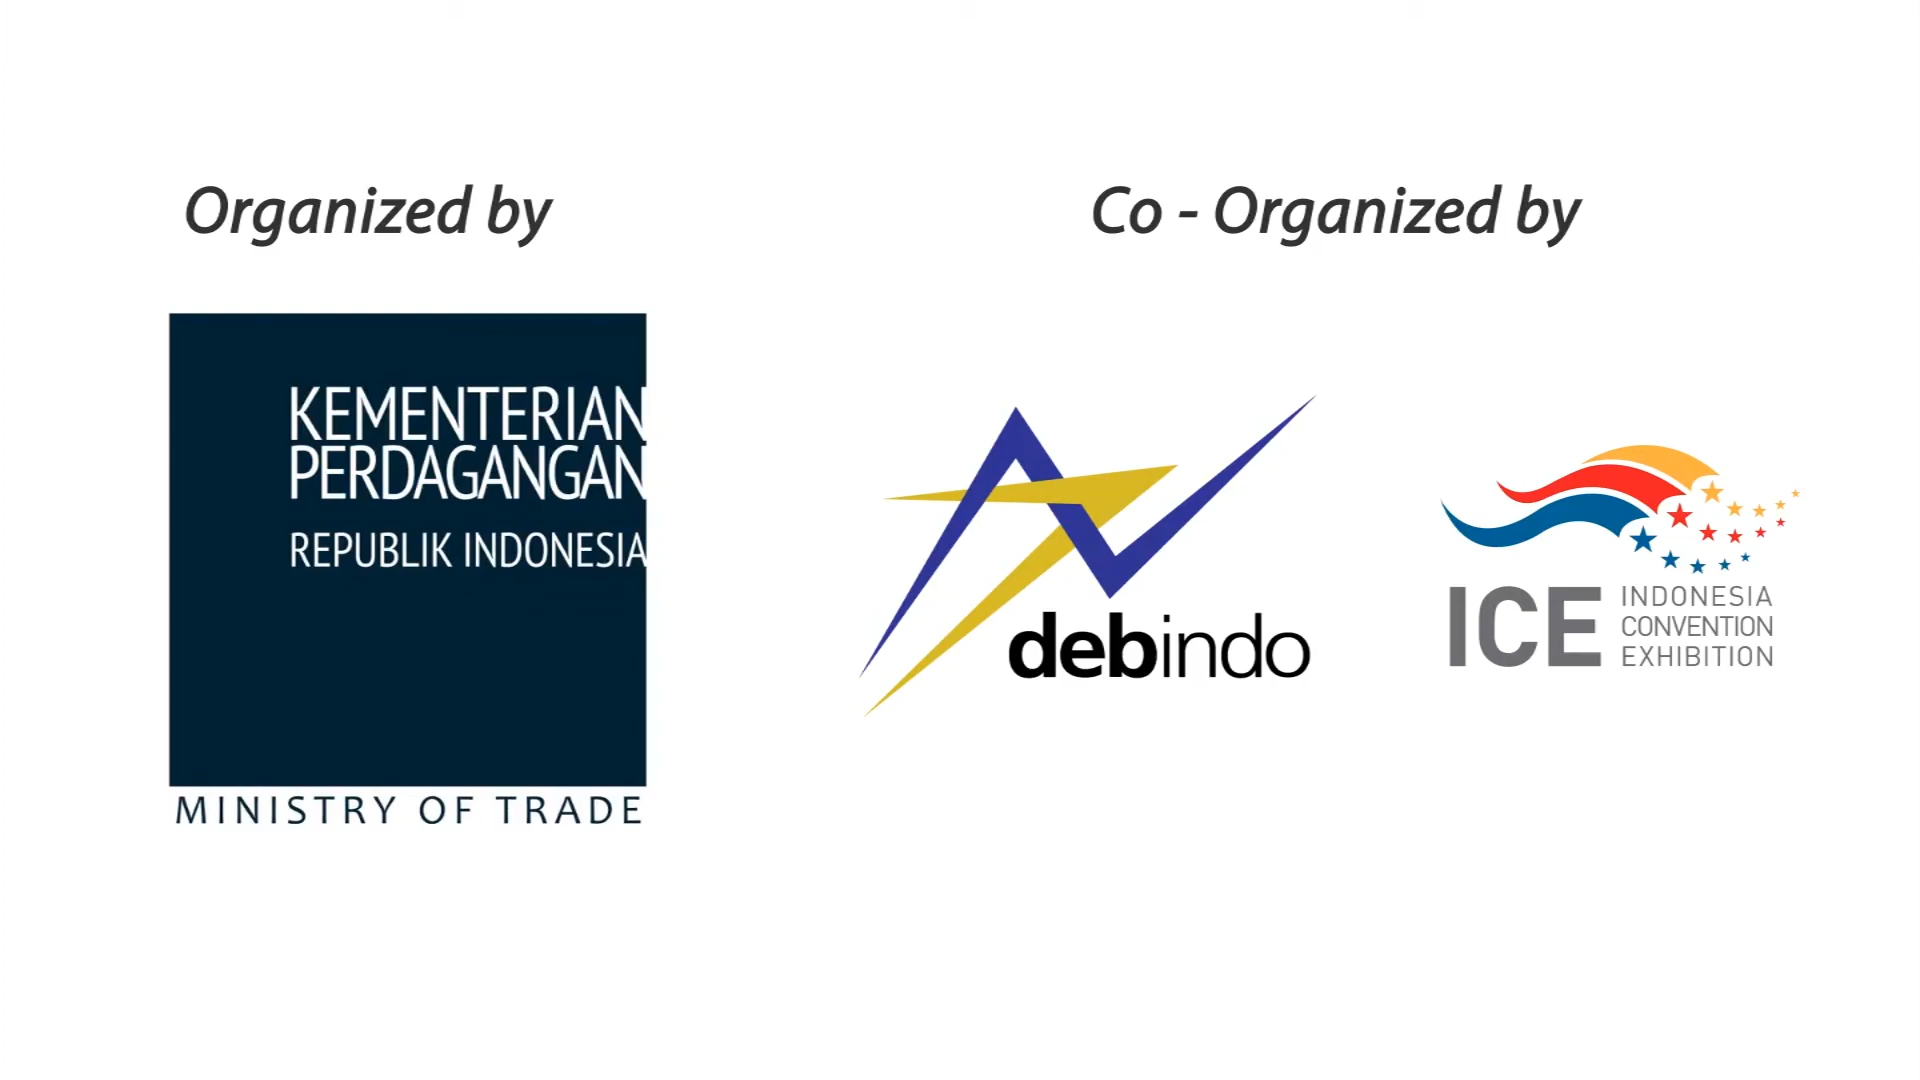 Organized by
KEMENTERIAN
PERDAGANGAN
REPUBLIK INDONESIA
MINISTRY OF TRADE
Co - Organized by
debindo
ICE
INDONESIA
CONVENTION
EXHIBITION